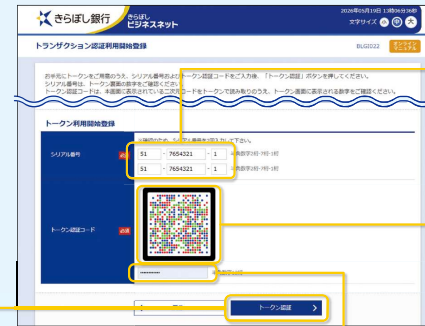 きらぼし銀行
きらぼし
ビジネスネット
2026年05月19日 13時06分36秒
文字サイズ 小 中 大
トランザクション認証利用開始登録
BLGI022
オンラインマニュアル
お手元にトークンをご用意のうえ、シリアル番号およびトークン認証コードをご入力後、「トークン認証」ボタンを押してください。
シリアル番号は、トークン裏面の数字をご確認ください
トークン認証コードは、本画面に表示されている二次元コードをトークンで読み取りのうえ、トークン画面に表示される数字をご確認ください。
トークン利用開始登録
シリアル番号
必須
51 - 7654321 - 1
51 - 7654321 - 1
トークン認証コード
必須
トークン認証